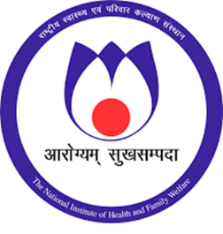 राष्ट्रीय स्वास्थ्य एवं परिवार कल्याण संस्थान
आरोग्यम् सुखसम्पदा
The National Institute of Health and Family Welfare